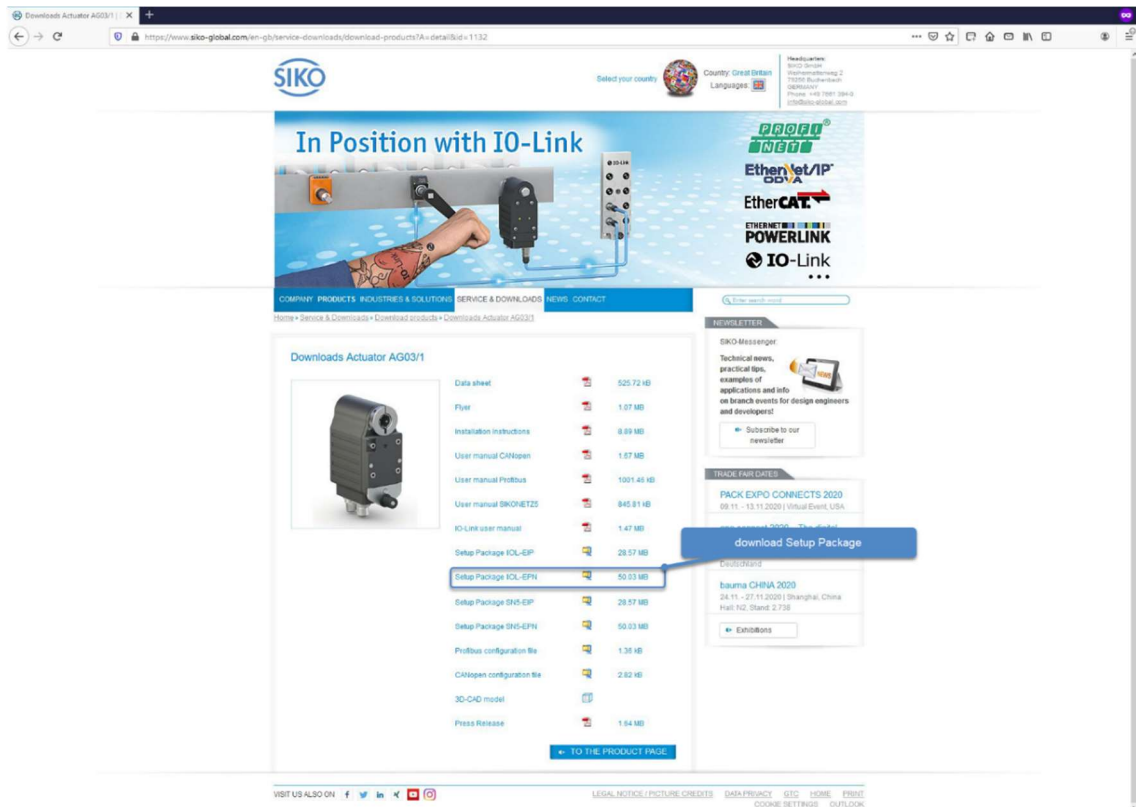 Downloads Actuator AG03/1 |
https://www.siko-global.com/en-gb/service-downloads/download-products?A=detail&id=1132
SIKO
Select your country
Country: Great Britain
Languages:
Headquarters:
SIKO GmbH
Weihermattenweg 2
79256 Buchenbach
GERMANY
Phone +49 7661 394-0
info@siko-global.com
In Position with IO-Link
IO-Link
PROFI
NET
EtherNet/IP
ODVA
EtherCAT.
ETHERNET
POWERLINK
IO-Link
COMPANY PRODUCTS INDUSTRIES & SOLUTIONS SERVICE & DOWNLOADS NEWS CONTACT
Enter search word
Home » Service & Downloads » Download products » Downloads Actuator AG03/1
Downloads Actuator AG03/1
Data sheet 525.72 kB
Flyer 1.07 MB
Installation instructions 8.89 MB
User manual CANopen 1.67 MB
User manual Profibus 1001.46 kB
User manual SIKONETZ5 845.81 kB
IO-Link user manual 1.47 MB
Setup Package IOL-EIP 28.57 MB
Setup Package IOL-EPN 50.03 MB
Setup Package SN5-EIP 28.57 MB
Setup Package SN5-EPN 50.03 MB
Profibus configuration file 1.36 kB
CANopen configuration file 2.82 kB
3D-CAD model
Press Release 1.64 MB
TO THE PRODUCT PAGE
NEWSLETTER
SIKO-Messenger:
Technical news,
practical tips,
examples of
applications and info
on branch events for design engineers
and developers!
NEWS
Subscribe to our
newsletter
TRADE FAIR DATES
PACK EXPO CONNECTS 2020
09.11. - 13.11.2020 | Virtual Event, USA
download Setup Package
Deutschland
bauma CHINA 2020
24.11. - 27.11.2020 | Shanghai, China
Hall: N2, Stand: 2.738
Exhibitions
VISIT US ALSO ON
LEGAL NOTICE / PICTURE CREDITS DATA PRIVACY GTC HOME PRINT
COOKIE SETTINGS OUTLOOK